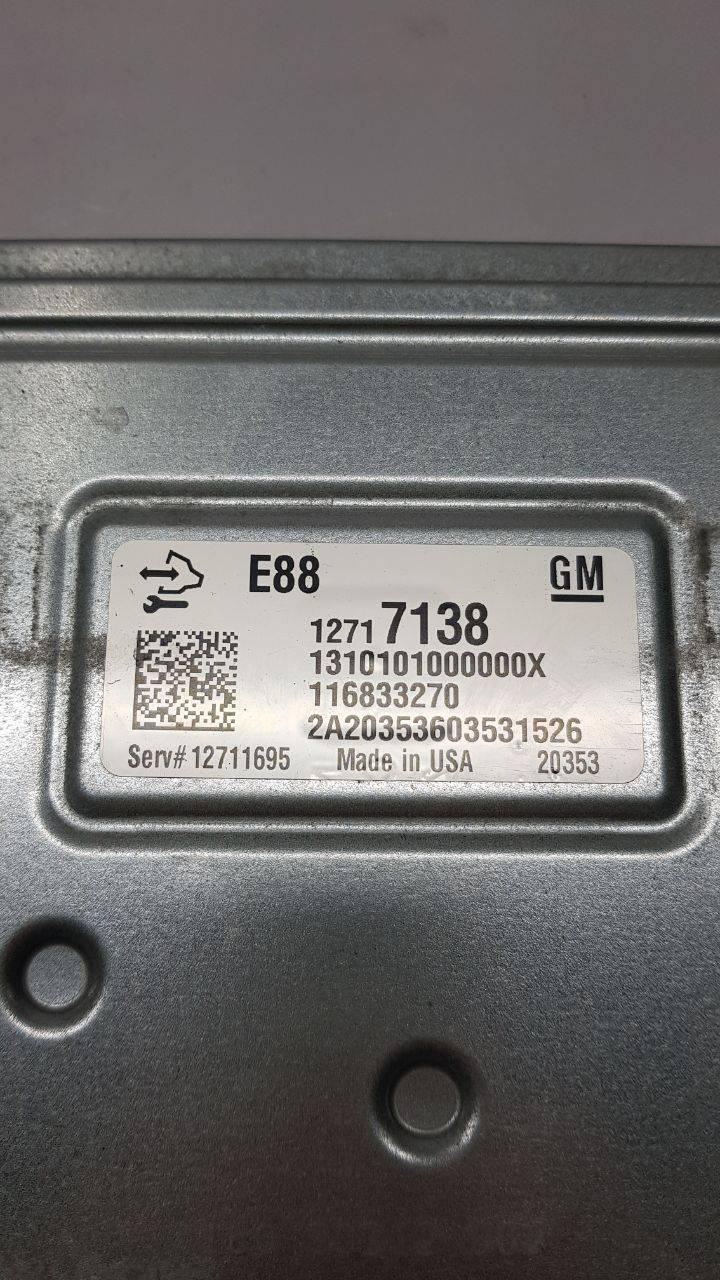 E88 GM
12717138
1310101000000X
116833270
2A20353603531526
Serv# 12711695 Made in USA 20353